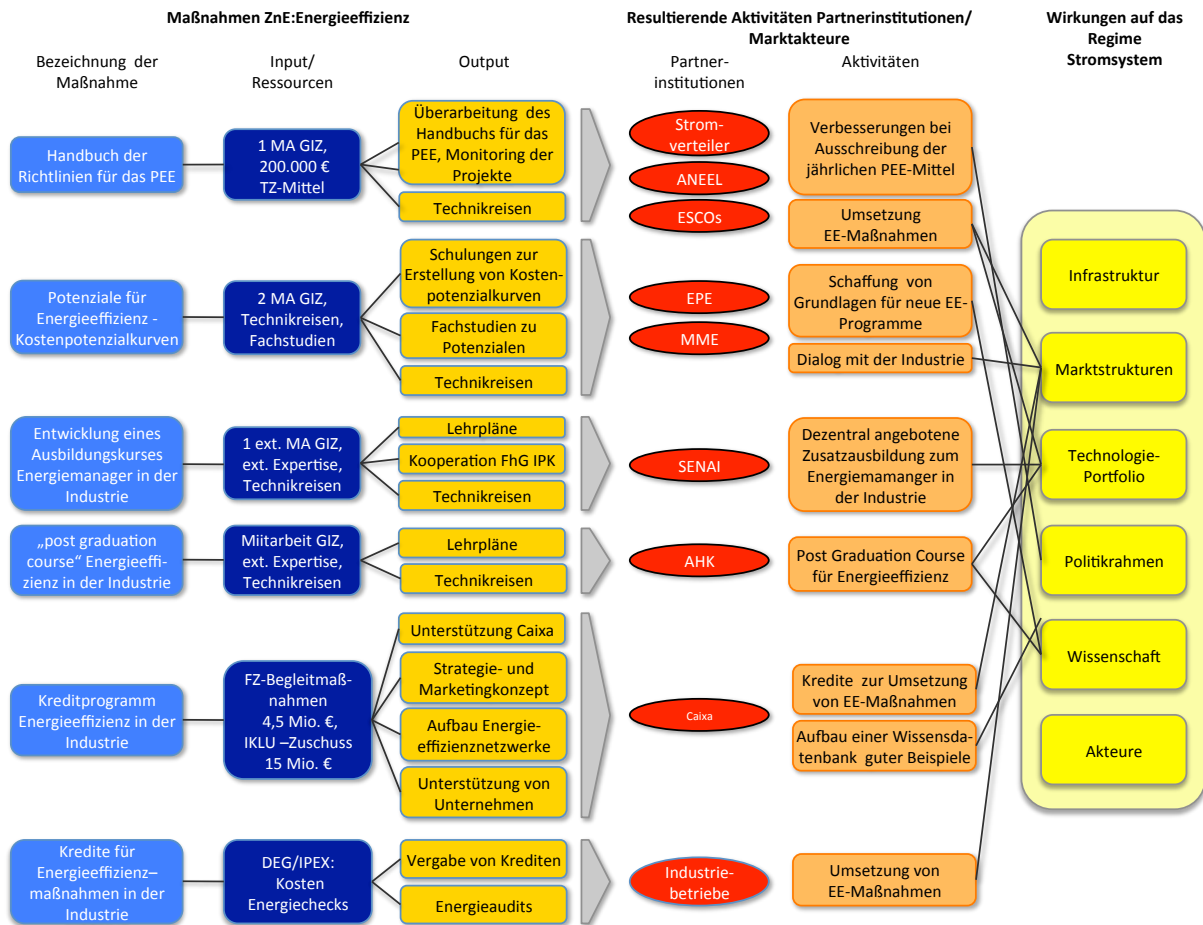 Maßnahmen ZnE:Energieeffizienz
Resultierende Aktivitäten Partnerinstitutionen/
Marktakteure
Wirkungen auf das
Regime
Stromsystem
Bezeichnung der
Maßnahme
Input/
Ressourcen
Output
Partner-
institutionen
Aktivitäten
Handbuch der
Richtlinien für das PEE
1 MA GIZ,
200.000 €
TZ-Mittel
Überarbeitung des
Handbuchs für das
PEE, Monitoring der
Projekte
Technikreisen
Strom-
verteiler
ANEEL
ESCOs
Verbesserungen bei
Ausschreibung der
jährlichen PEE-Mittel
Umsetzung
EE-Maßnahmen
Potenziale für
Energieeffizienz -
Kostenpotenzialkurven
2 MA GIZ,
Technikreisen,
Fachstudien
Schulungen zur
Erstellung von Kosten-
potenzialkurven
Fachstudien zu
Potenzialen
Technikreisen
EPE
MME
Schaffung von
Grundlagen für neue EE-
Programme
Dialog mit der Industrie
Entwicklung eines
Ausbildungskurses
Energiemanager in der
Industrie
1 ext. MA GIZ,
ext. Expertise,
Technikreisen
Lehrpläne
Kooperation FhG IPK
Technikreisen
SENAI
Dezentral angebotene
Zusatzausbildung zum
Energiemamanger in
der Industrie
„post graduation
course“ Energieeffi-
zienz in der Industrie
Miitarbeit GIZ,
ext. Expertise,
Technikreisen
Lehrpläne
Technikreisen
AHK
Post Graduation Course
für Energieeffizienz
Kreditprogramm
Energieeffizienz in der
Industrie
FZ-Begleitmaß-
nahmen
4,5 Mio. €,
IKLU –Zuschuss
15 Mio. €
Unterstützung Caixa
Strategie- und
Marketingkonzept
Aufbau Energie-
effizienznetzwerke
Unterstützung von
Unternehmen
Caixa
Kredite zur Umsetzung
von EE-Maßnahmen
Aufbau einer Wissensda-
tenbank guter Beispiele
Kredite für
Energieeffizienz–
maßnahmen in der
Industrie
DEG/IPEX:
Kosten
Energiechecks
Vergabe von Krediten
Energieaudits
Industrie-
betriebe
Umsetzung von
EE-Maßnahmen
Infrastruktur
Marktstrukturen
Technologie-
Portfolio
Politikrahmen
Wissenschaft
Akteure